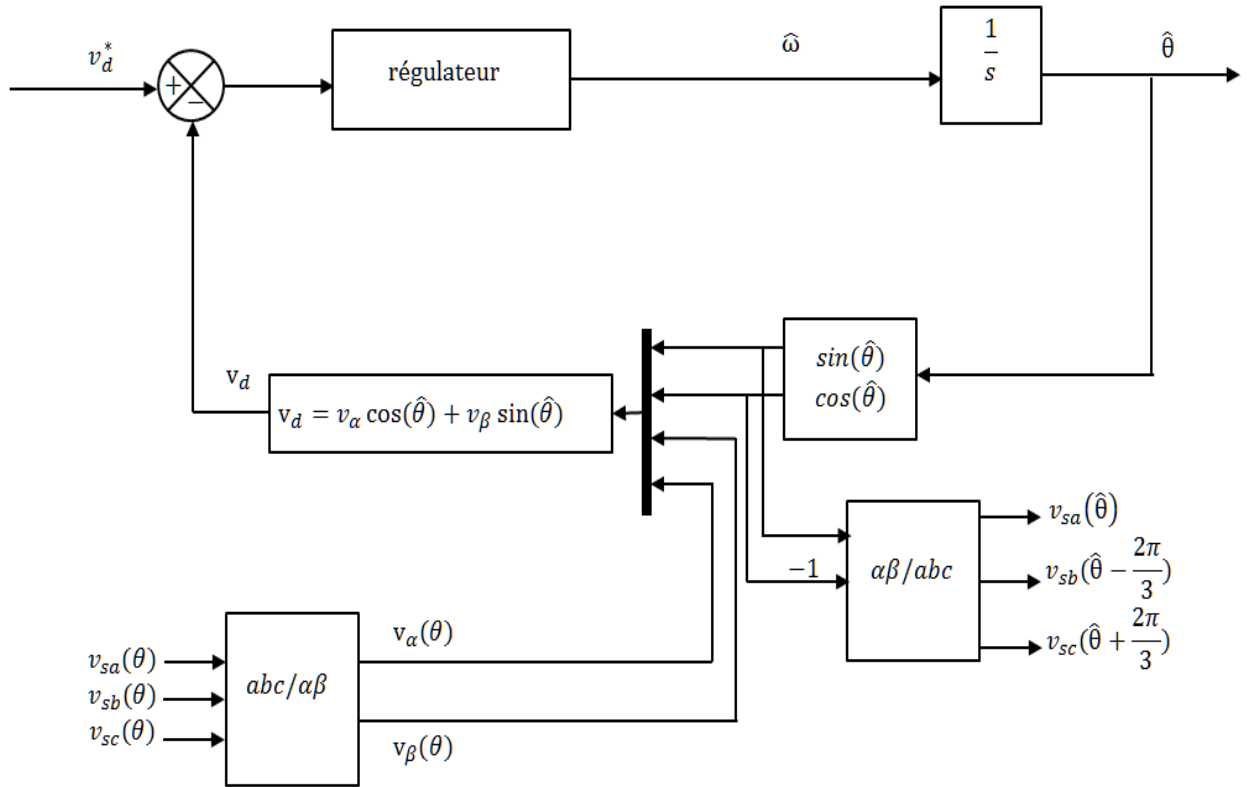 v_d^*
+
−
régulateur
ω̂
1
s
θ̂
v_d
v_d = v_α cos(θ̂) + v_β sin(θ̂)
sin(θ̂)
cos(θ̂)
−1
αβ/abc
v_sa(θ̂)
v_sb(θ̂ − 2π/3)
v_sc(θ̂ + 2π/3)
v_sa(θ)
v_sb(θ)
v_sc(θ)
abc/αβ
v_α(θ)
v_β(θ)